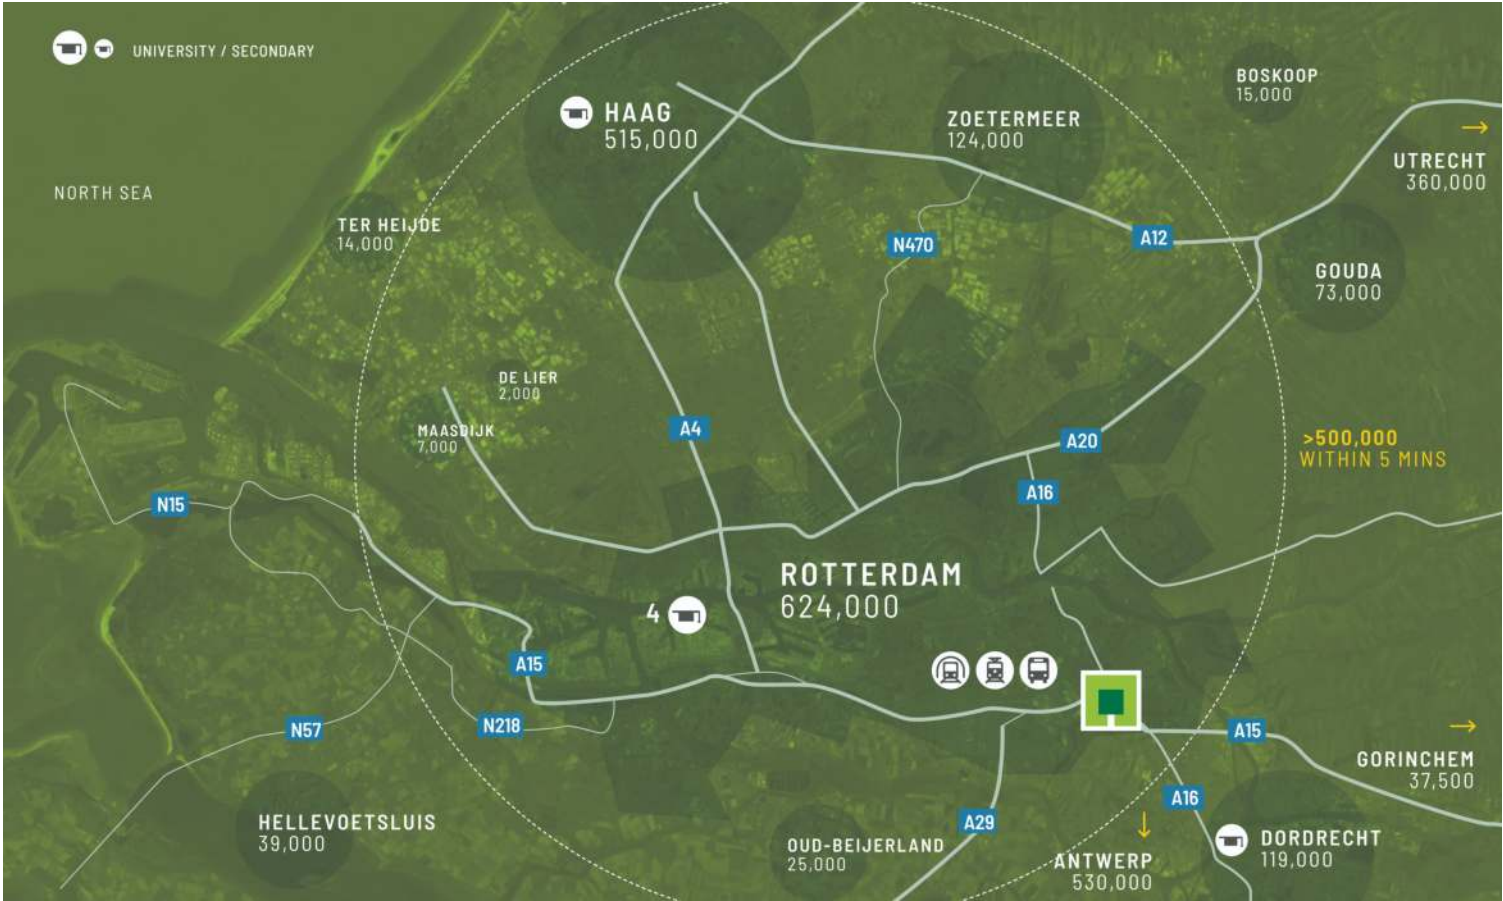 UNIVERSITY / SECONDARY
NORTH SEA
HAAG
515,000
ZOETERMEER
124,000
BOSKOOP
15,000
UTRECHT
360,000
TER HEIJDE
14,000
N470
A12
GOUDA
73,000
DE LIER
2,000
MAASDIJK
7,000
A4
A20
>500,000
WITHIN 5 MINS
N15
A16
ROTTERDAM
624,000
4
A15
N57
N218
A15
GORINCHEM
37,500
A16
HELLEVOETSLUIS
39,000
A29
OUD-BEIJERLAND
25,000
ANTWERP
530,000
DORDRECHT
119,000